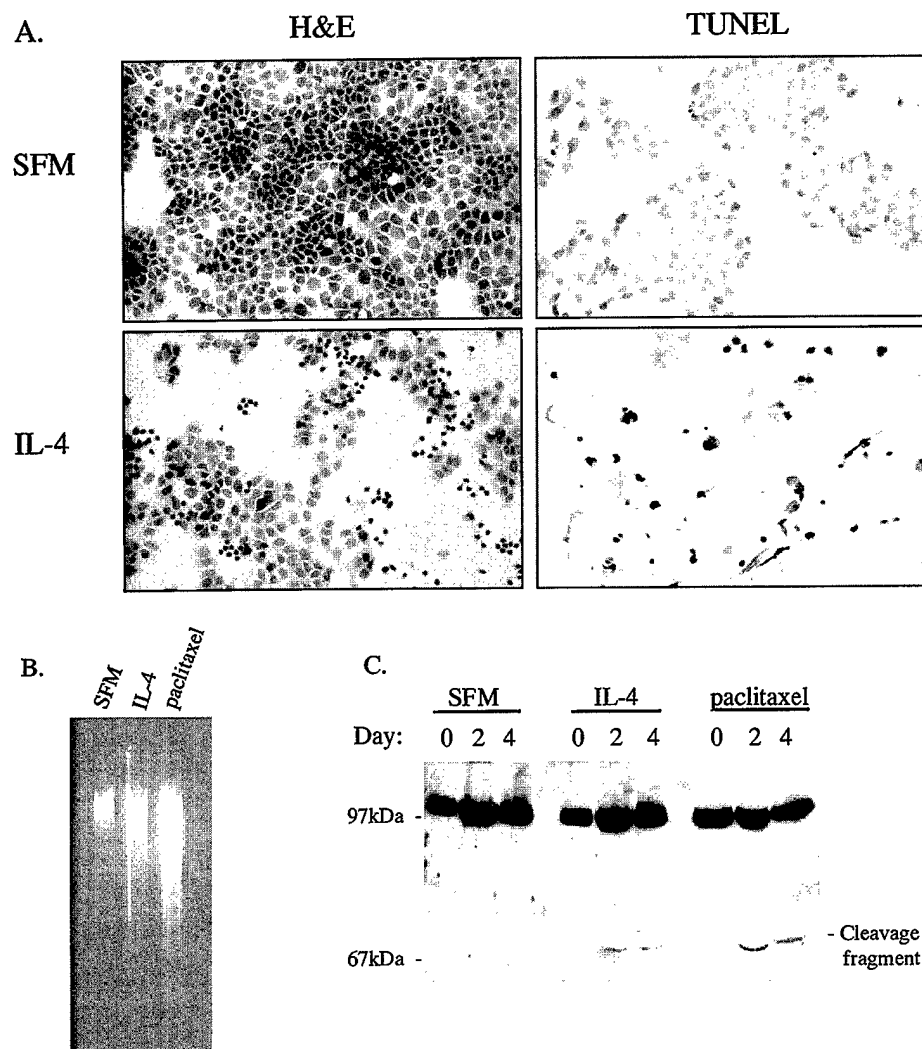 A.
H&E
TUNEL
SFM
IL-4
B.
SFM
IL-4
paclitaxel
C.
SFM
IL-4
paclitaxel
Day: 0 2 4 0 2 4 0 2 4
97kDa -
- Cleavage
fragment
67kDa -